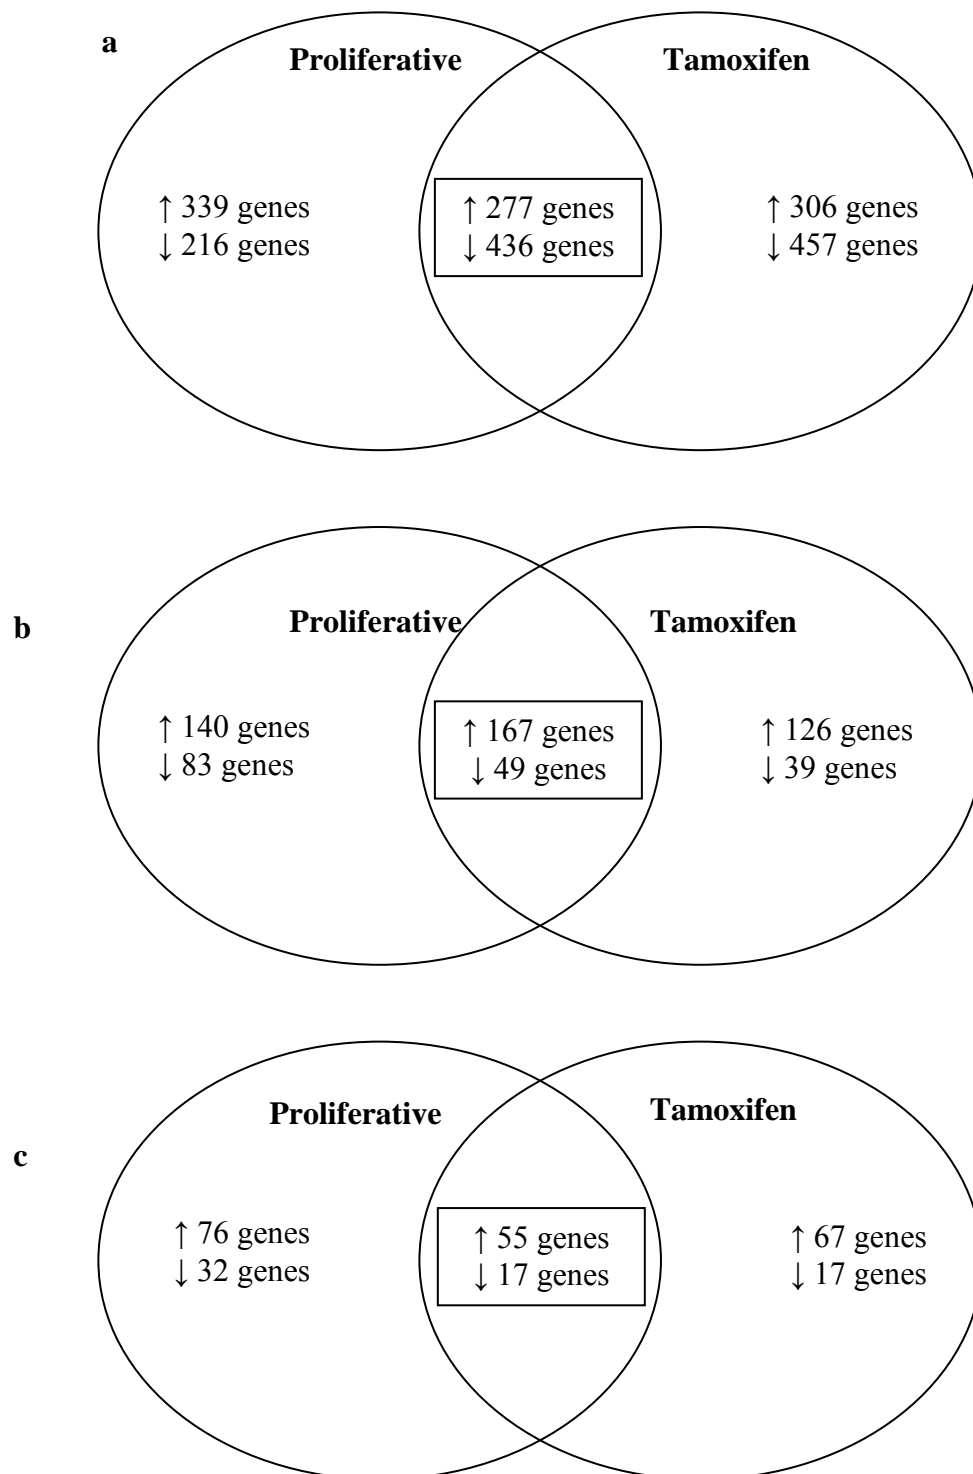 a
Proliferative
Tamoxifen
↑ 339 genes
↓ 216 genes
↑ 277 genes
↓ 436 genes
↑ 306 genes
↓ 457 genes
b
Proliferative
Tamoxifen
↑ 140 genes
↓ 83 genes
↑ 167 genes
↓ 49 genes
↑ 126 genes
↓ 39 genes
c
Proliferative
Tamoxifen
↑ 76 genes
↓ 32 genes
↑ 55 genes
↓ 17 genes
↑ 67 genes
↓ 17 genes